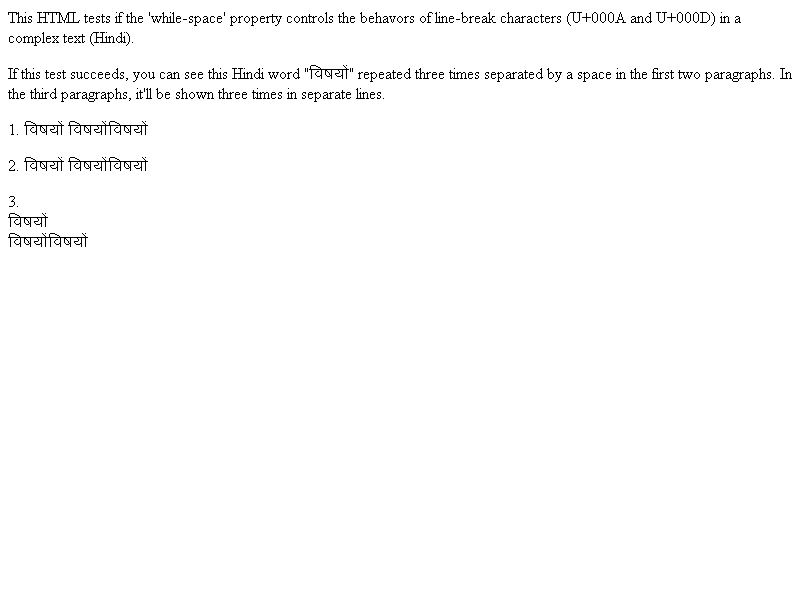 This HTML tests if the 'while-space' property controls the behavors of line-break characters (U+000A and U+000D) in a
complex text (Hindi).
If this test succeeds, you can see this Hindi word "विषयों" repeated three times separated by a space in the first two paragraphs. In
the third paragraphs, it'll be shown three times in separate lines.
1. विषयों विषयोंविषयों
2. विषयों विषयोंविषयों
3.
विषयों
विषयोंविषयों